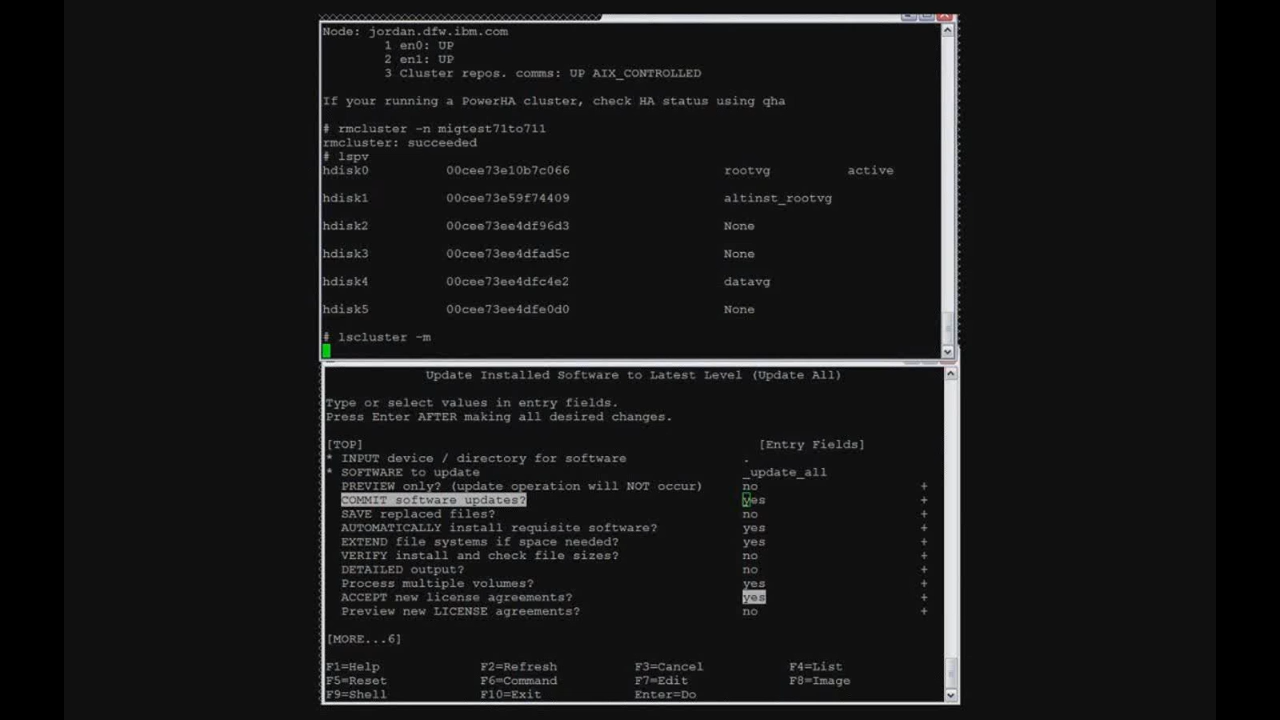 Node: jordan.dfw.ibm.com
1 en0: UP
2 en1: UP
3 Cluster repos. comms: UP AIX_CONTROLLED
If your running a PowerHA cluster, check HA status using qha
# rmcluster -n migtest71to711
rmcluster: succeeded
# lspv
hdisk0 00cee73e10b7c066 rootvg active
hdisk1 00cee73e59f74409 altinst_rootvg
hdisk2 00cee73ee4df96d3 None
hdisk3 00cee73ee4dfad5c None
hdisk4 00cee73ee4dfc4e2 datavg
hdisk5 00cee73ee4dfe0d0 None
# lscluster -m
Update Installed Software to Latest Level (Update All)
Type or select values in entry fields.
Press Enter AFTER making all desired changes.
[TOP] [Entry Fields]
* INPUT device / directory for software .
* SOFTWARE to update _update_all
PREVIEW only? (update operation will NOT occur) no +
COMMIT software updates? yes +
SAVE replaced files? no +
AUTOMATICALLY install requisite software? yes +
EXTEND file systems if space needed? yes +
VERIFY install and check file sizes? no +
DETAILED output? no +
Process multiple volumes? yes +
ACCEPT new license agreements? yes +
Preview new LICENSE agreements? no +
[MORE...6]
F1=Help F2=Refresh F3=Cancel F4=List
F5=Reset F6=Command F7=Edit F8=Image
F9=Shell F10=Exit Enter=Do